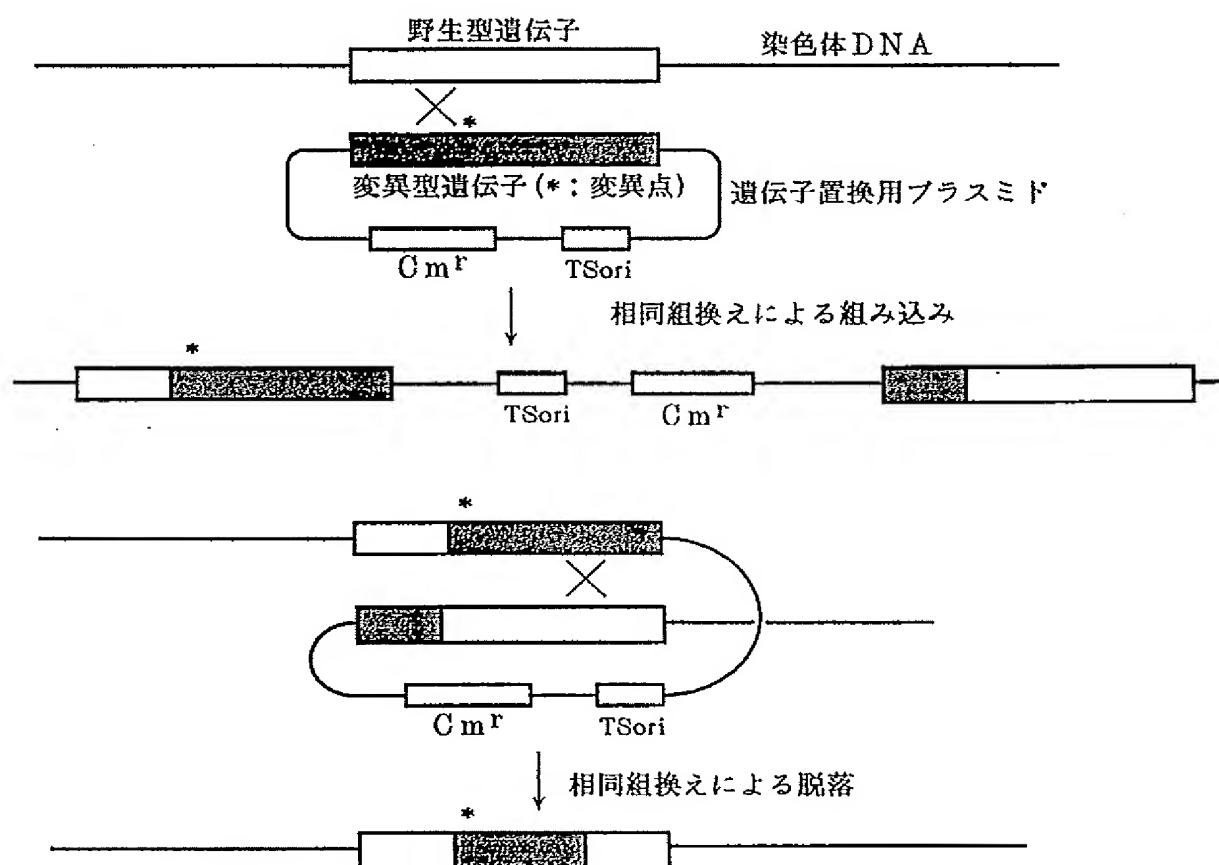 野生型遺伝子
染色体DNA
*
変異型遺伝子(*:変異点)
遺伝子置換用プラスミド
Cmr
TSori
相同組換えによる組み込み
*
TSori
Cmr
*
Cmr
TSori
相同組換えによる脱落
*